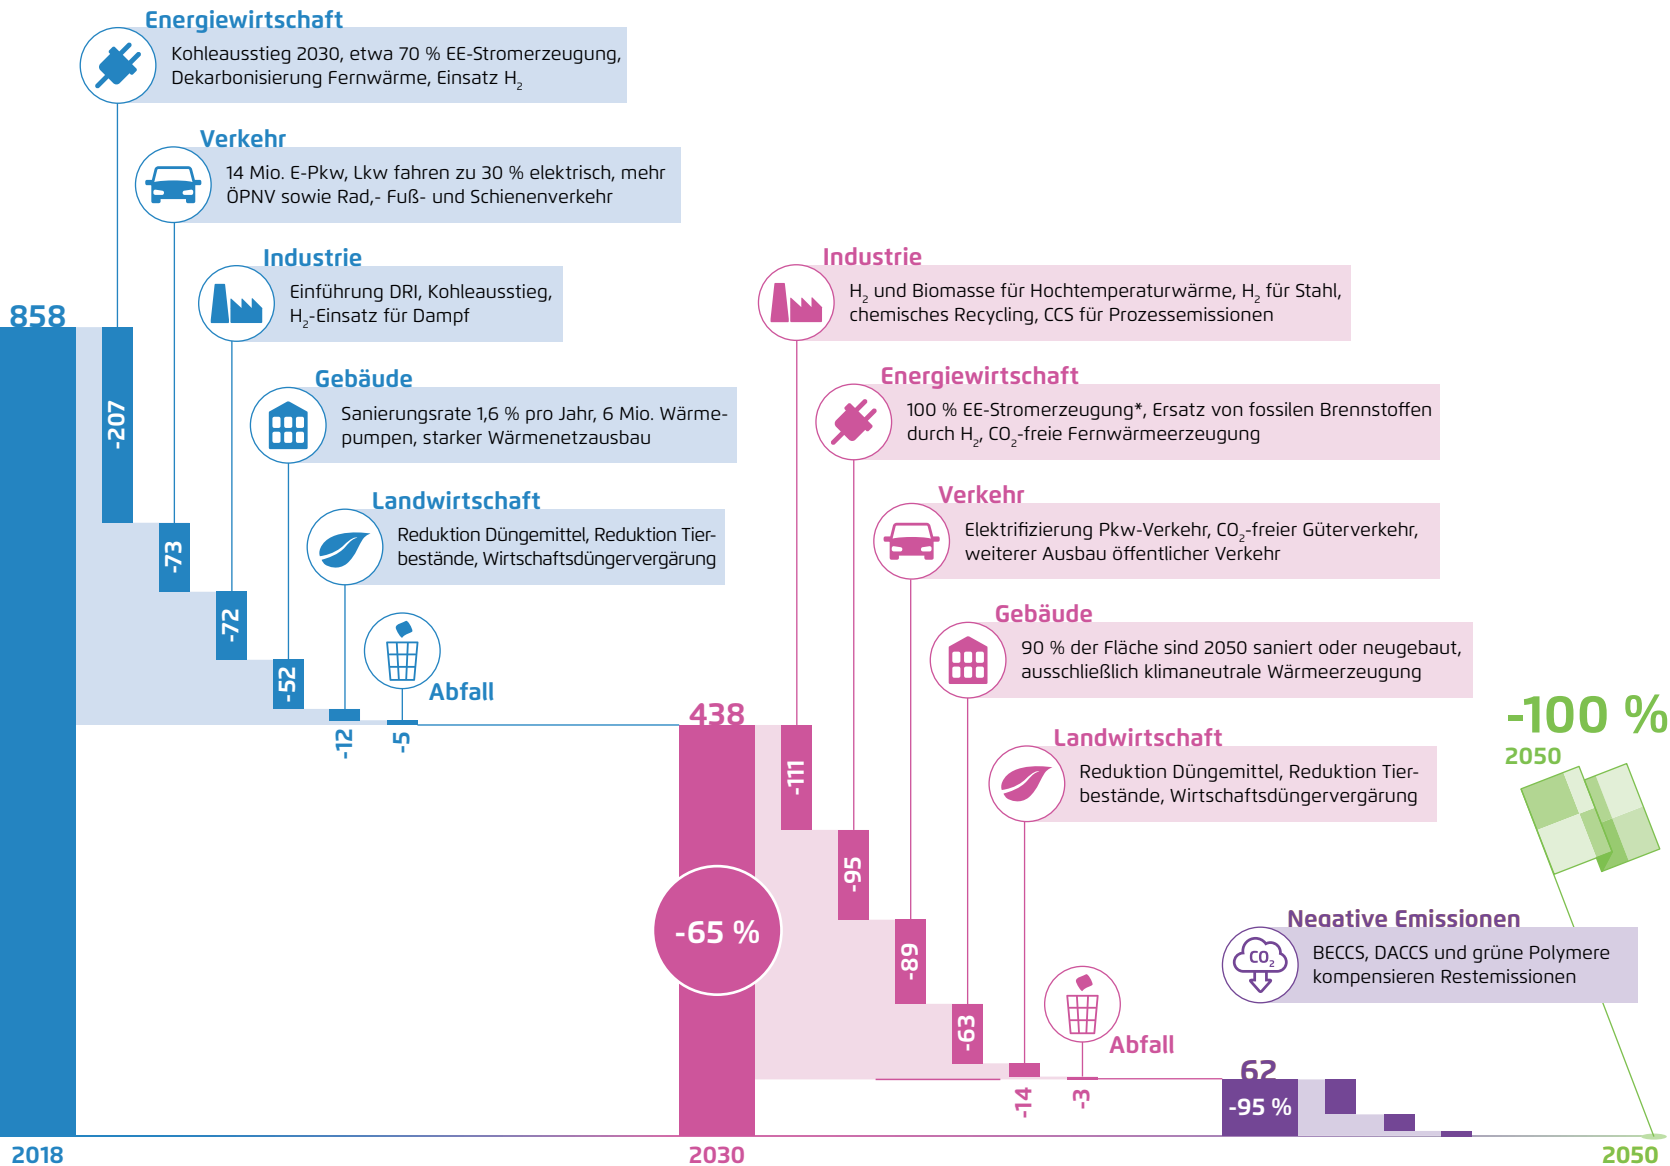 Energiewirtschaft
Kohleausstieg 2030, etwa 70 % EE-Stromerzeugung,
Dekarbonisierung Fernwärme, Einsatz H₂
Verkehr
14 Mio. E-Pkw, Lkw fahren zu 30 % elektrisch, mehr
ÖPNV sowie Rad,- Fuß- und Schienenverkehr
Industrie
Einführung DRI, Kohleausstieg,
H₂-Einsatz für Dampf
Gebäude
Sanierungsrate 1,6 % pro Jahr, 6 Mio. Wärme-
pumpen, starker Wärmenetzausbau
Landwirtschaft
Reduktion Düngemittel, Reduktion Tier-
bestände, Wirtschaftsdüngervergärung
Abfall
858
-207
-73
-72
-52
-12
-5
Industrie
H₂ und Biomasse für Hochtemperaturwärme, H₂ für Stahl,
chemisches Recycling, CCS für Prozessemissionen
Energiewirtschaft
100 % EE-Stromerzeugung*, Ersatz von fossilen Brennstoffen
durch H₂, CO₂-freie Fernwärmeerzeugung
Verkehr
Elektrifizierung Pkw-Verkehr, CO₂-freier Güterverkehr,
weiterer Ausbau öffentlicher Verkehr
Gebäude
90 % der Fläche sind 2050 saniert oder neugebaut,
ausschließlich klimaneutrale Wärmeerzeugung
Landwirtschaft
Reduktion Düngemittel, Reduktion Tier-
bestände, Wirtschaftsdüngervergärung
Abfall
438
-65 %
-111
-95
-89
-63
-14
-3
-100 %
2050
Negative Emissionen
CO₂
BECCS, DACCS und grüne Polymere
kompensieren Restemissionen
62
-95 %
2018
2030
2050